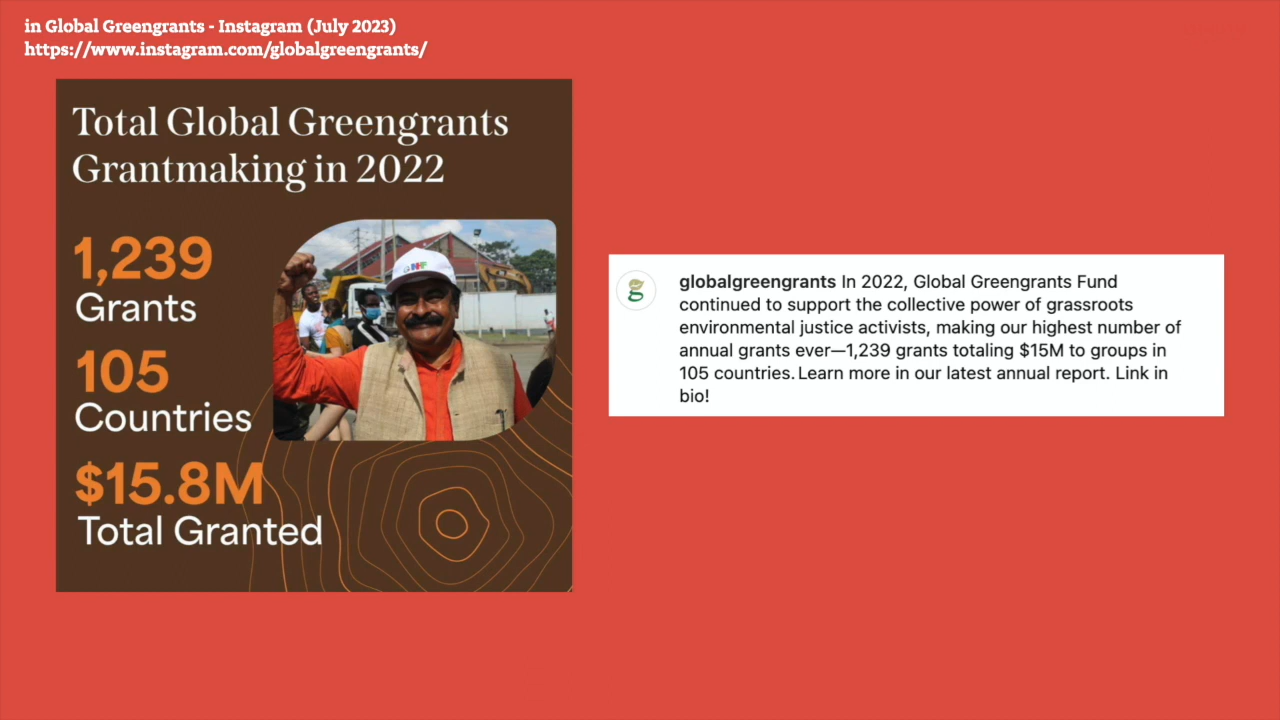 in Global Greengrants - Instagram (July 2023)
https://www.instagram.com/globalgreengrants/
Total Global Greengrants
Grantmaking in 2022
1,239
Grants
105
Countries
$15.8M
Total Granted
globalgreengrants In 2022, Global Greengrants Fund
continued to support the collective power of grassroots
environmental justice activists, making our highest number of
annual grants ever—1,239 grants totaling $15M to groups in
105 countries. Learn more in our latest annual report. Link in
bio!